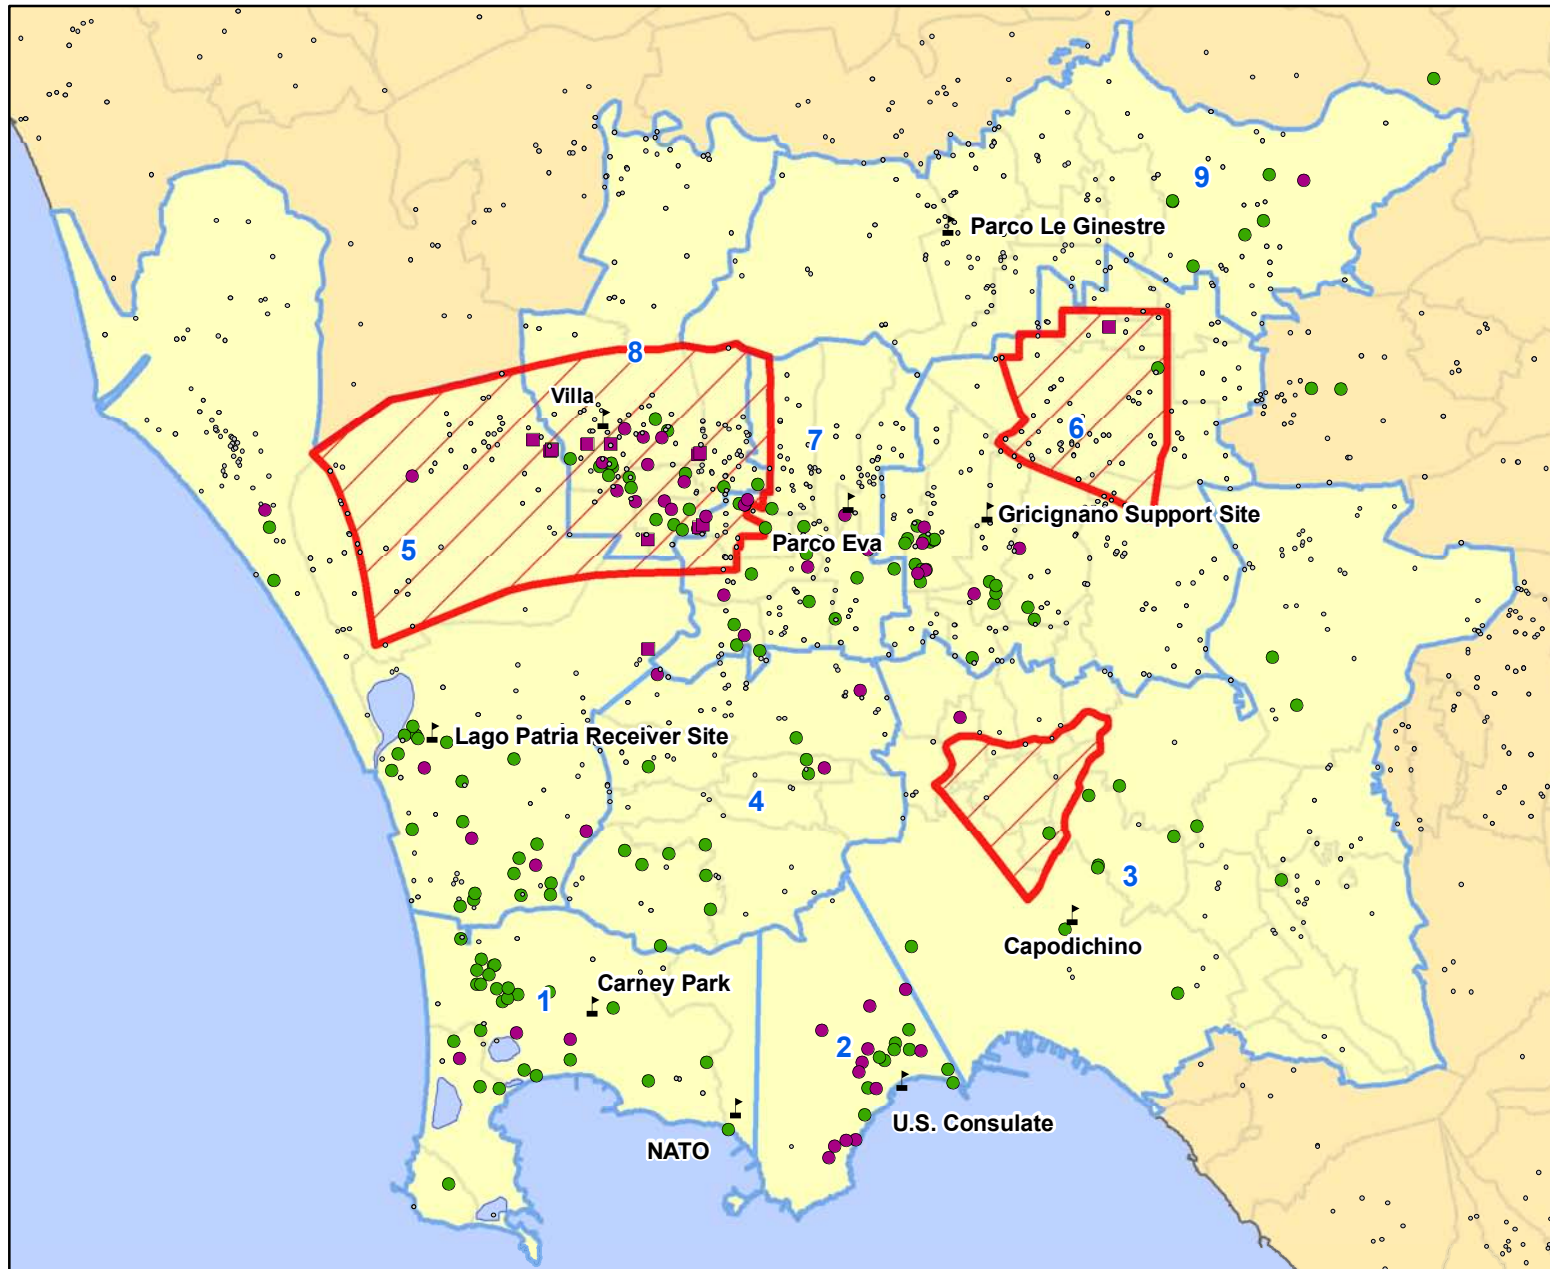 9
Parco Le Ginestre
8
Villa
7
6
Gricignano Support Site
Parco Eva
5
Lago Patria Receiver Site
4
3
Capodichino
Carney Park
1
2
U.S. Consulate
NATO